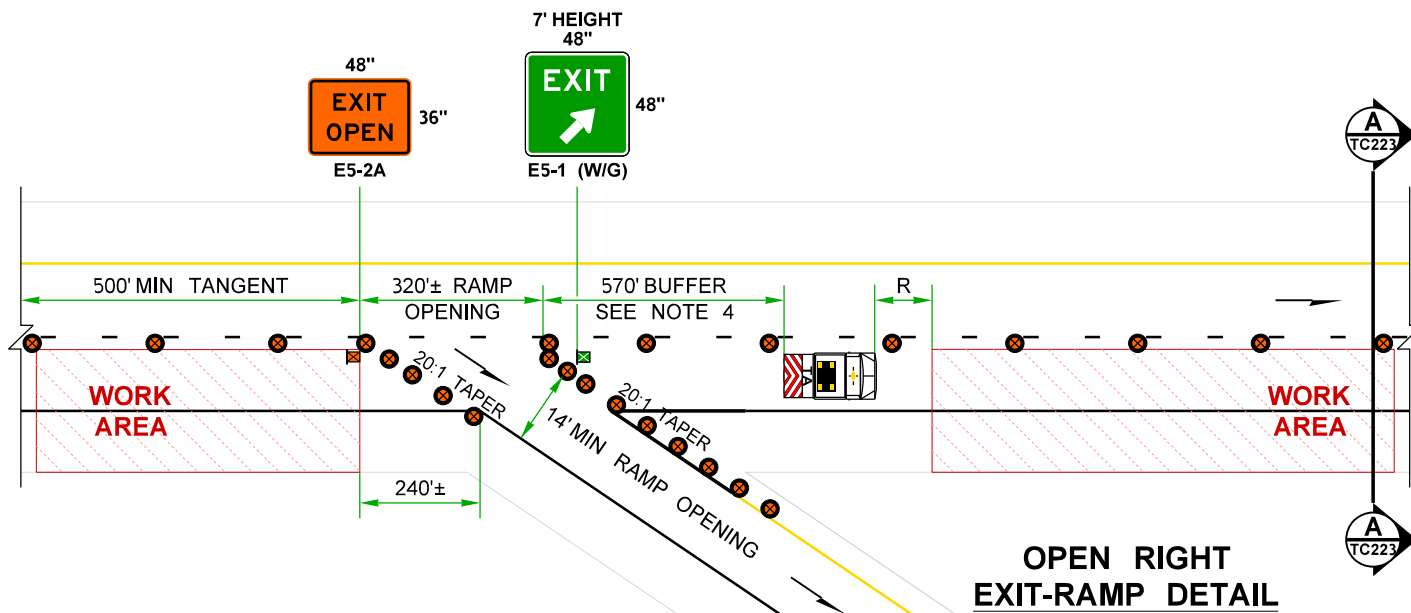 7' HEIGHT
48"
48"
EXIT
OPEN
36"
E5-2A
EXIT
48"
E5-1 (W/G)
A
TC223
500' MIN TANGENT
320'± RAMP
OPENING
570' BUFFER
SEE NOTE 4
R
WORK
AREA
20:1 TAPER
14' MIN RAMP OPENING
20:1 TAPER
T A
WORK
AREA
240'±
A
TC223
OPEN RIGHT
EXIT-RAMP DETAIL